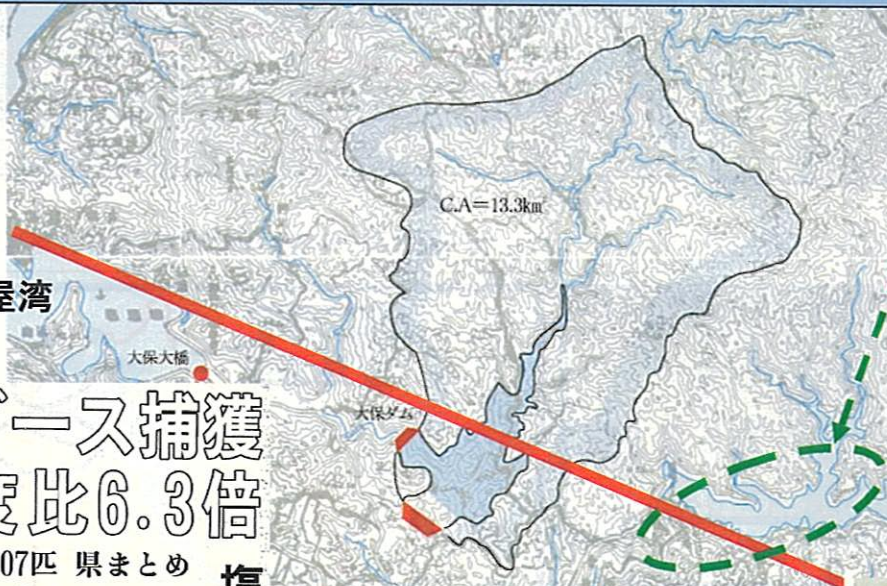 C.A=13.3㎢
屋湾
大保大橋
大保ダム
ース捕獲
度比6.3倍
07匹 県まとめ
塩